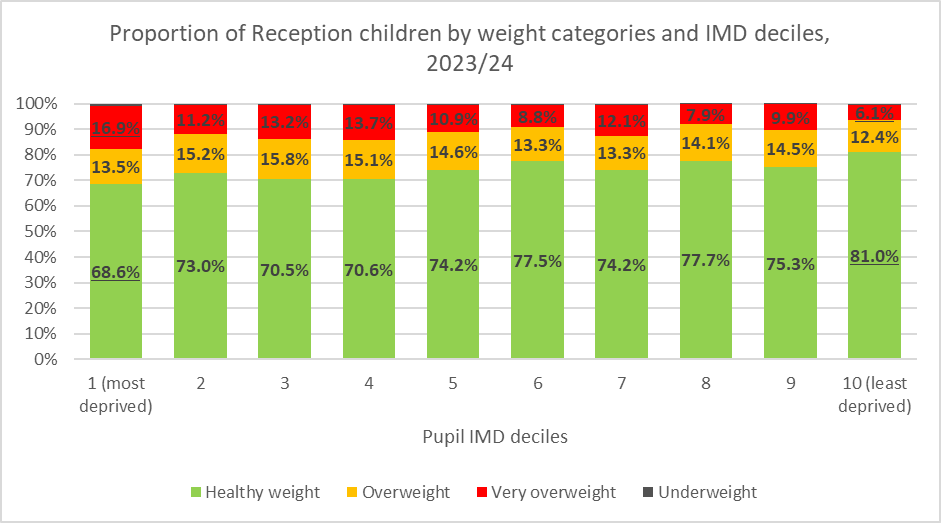 Proportion of Reception children by weight categories and IMD deciles,
2023/24
100%
90%
80%
70%
60%
50%
40%
30%
20%
10%
0%
16.9% 11.2% 13.2% 13.7% 10.9% 8.8% 12.1% 7.9% 9.9% 6.1%
13.5% 15.2% 15.8% 15.1% 14.6% 13.3% 13.3% 14.1% 14.5% 12.4%
68.6% 73.0% 70.5% 70.6% 74.2% 77.5% 74.2% 77.7% 75.3% 81.0%
1 (most 2 3 4 5 6 7 8 9 10 (least
deprived) deprived)
Pupil IMD deciles
Healthy weight Overweight Very overweight Underweight